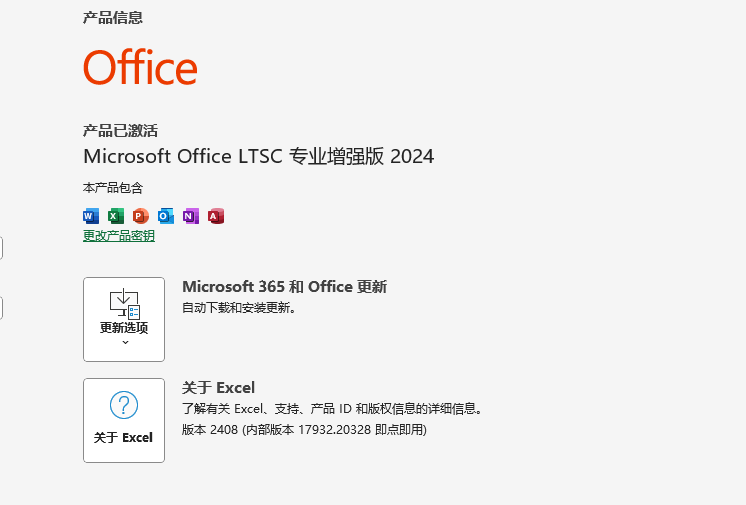 产品信息
Office
产品已激活
Microsoft Office LTSC 专业增强版 2024
本产品包含
W X P O N A
更改产品密钥
Microsoft 365 和 Office 更新
自动下载和安装更新。
更新选项
关于 Excel
了解有关 Excel、支持、产品 ID 和版权信息的详细信息。
版本 2408 (内部版本 17932.20328 即点即用)
关于 Excel